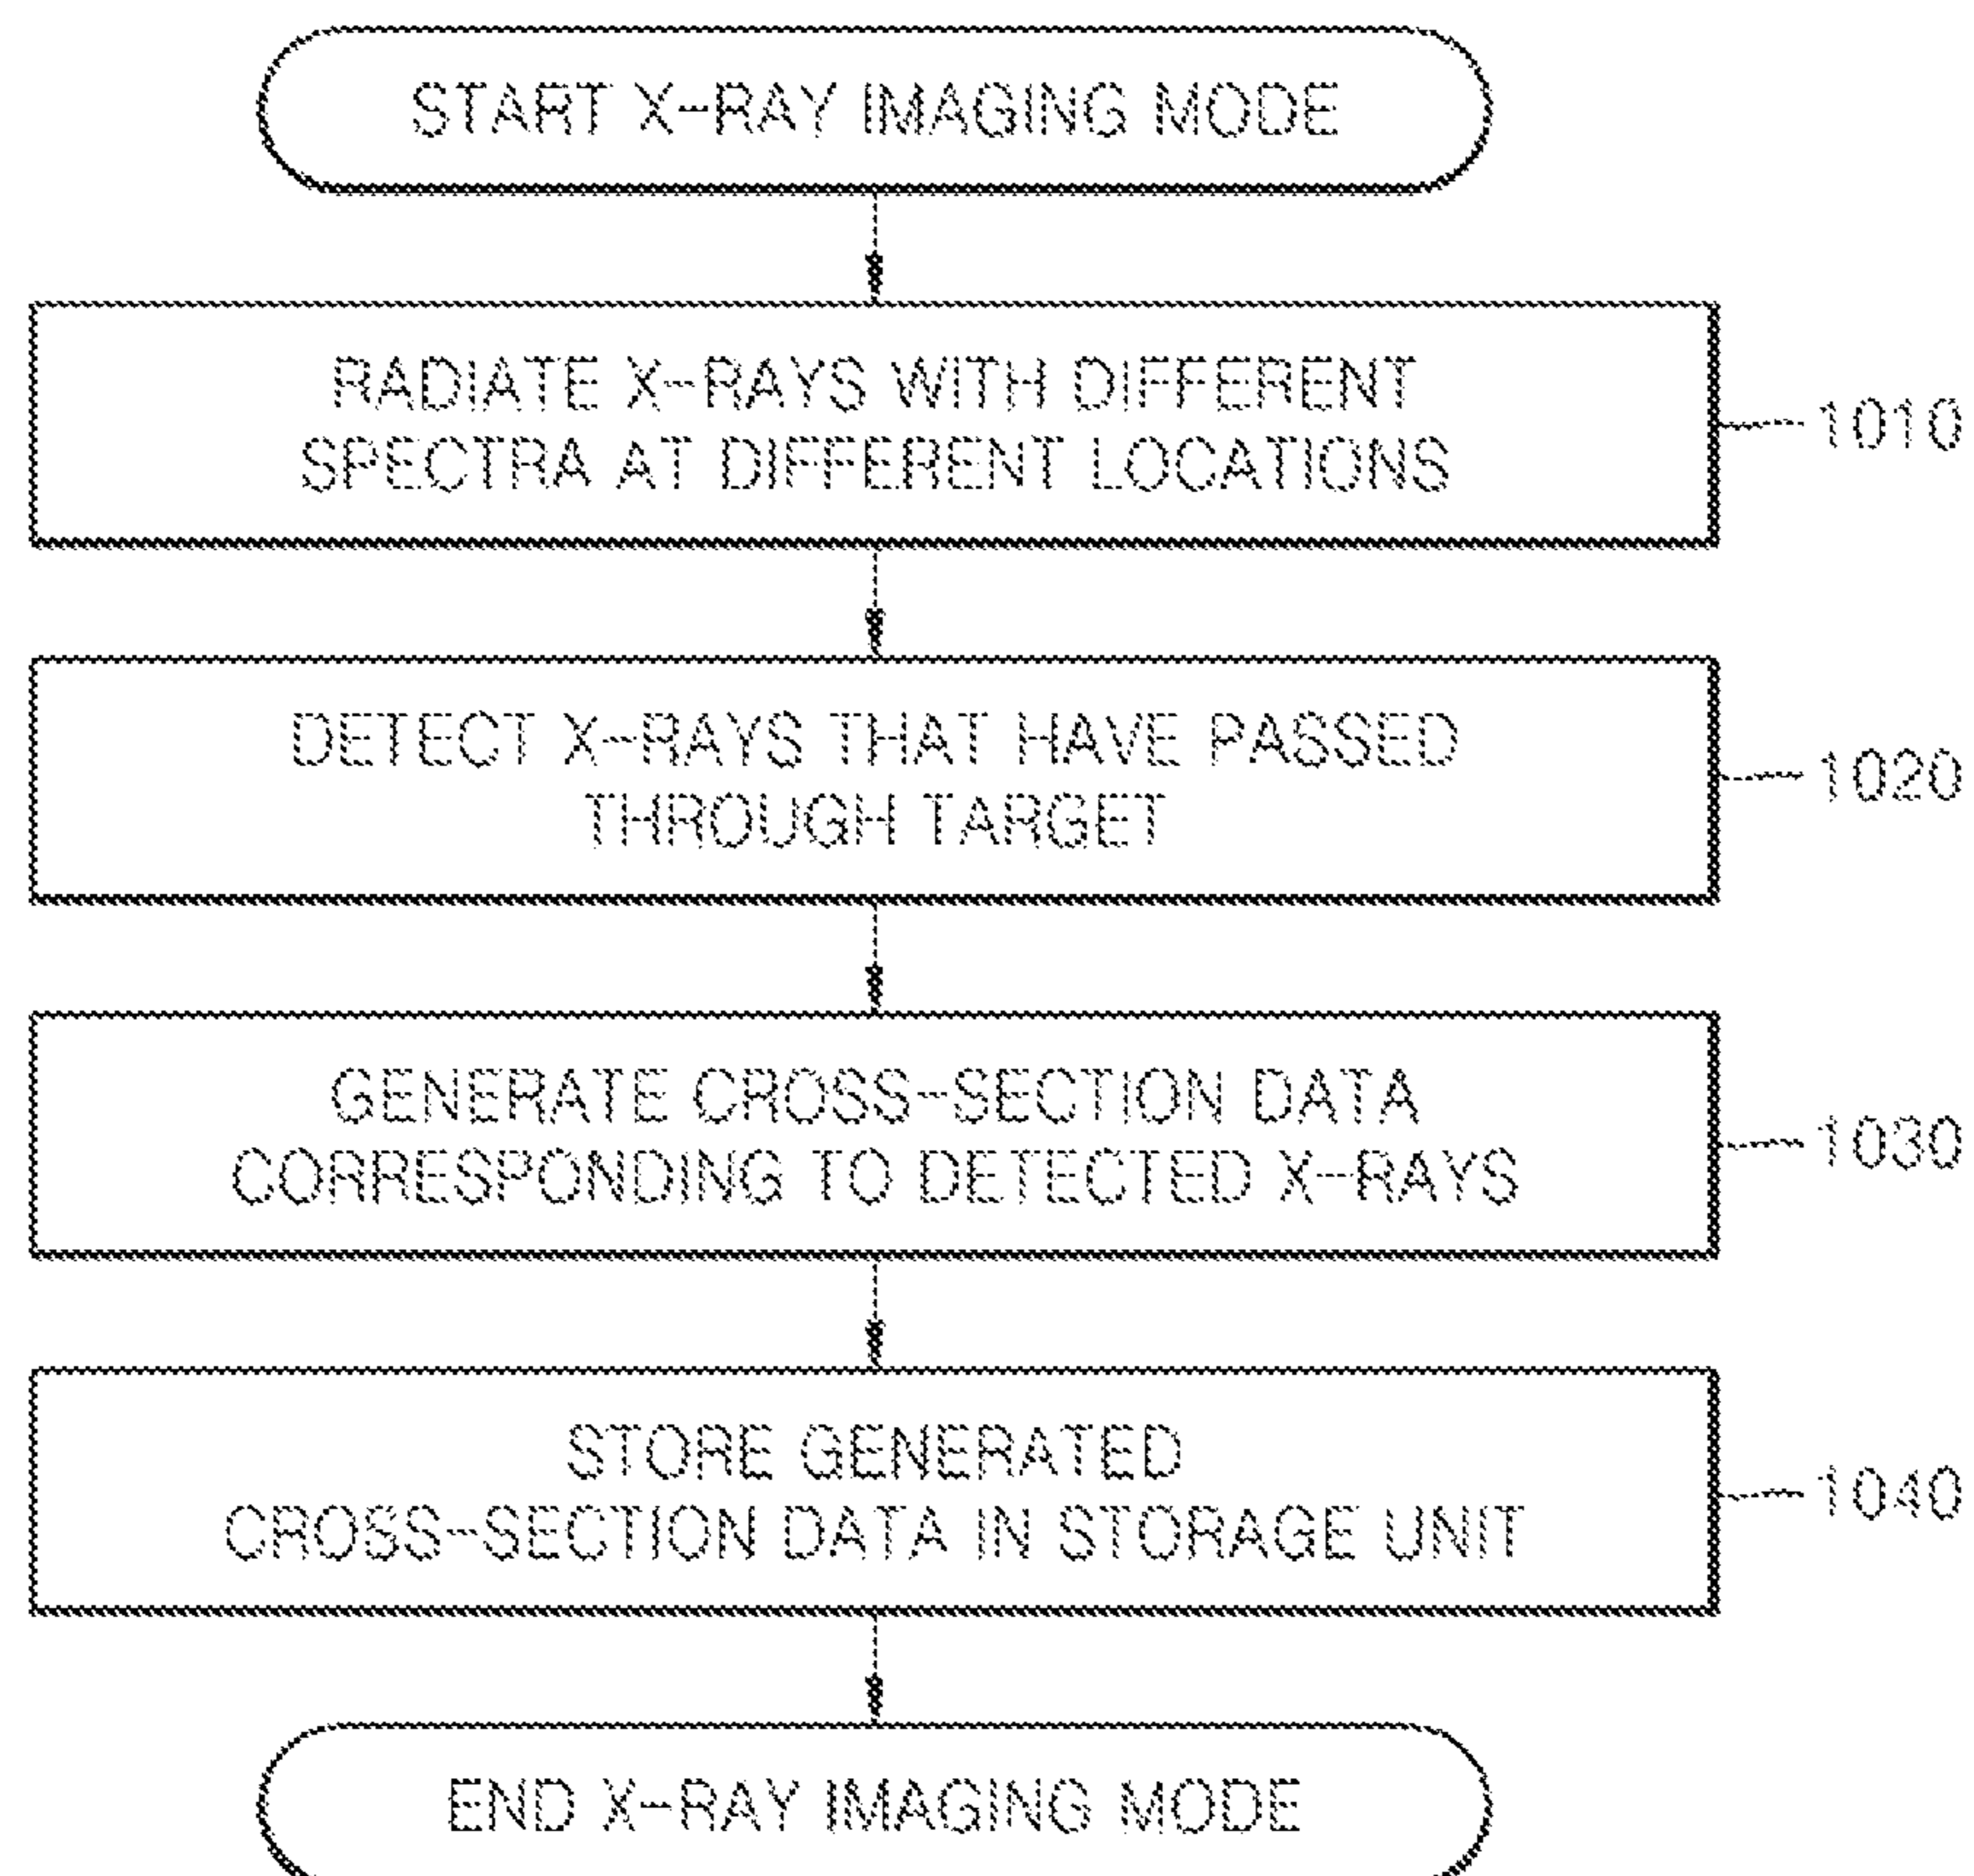 START X-RAY IMAGING MODE
RADIATE X-RAYS WITH DIFFERENT
SPECTRA AT DIFFERENT LOCATIONS
1010
DETECT X-RAYS THAT HAVE PASSED
THROUGH TARGET
1020
GENERATE CROSS-SECTION DATA
CORRESPONDING TO DETECTED X-RAYS
1030
STORE GENERATED
CROSS-SECTION DATA IN STORAGE UNIT
1040
END X-RAY IMAGING MODE